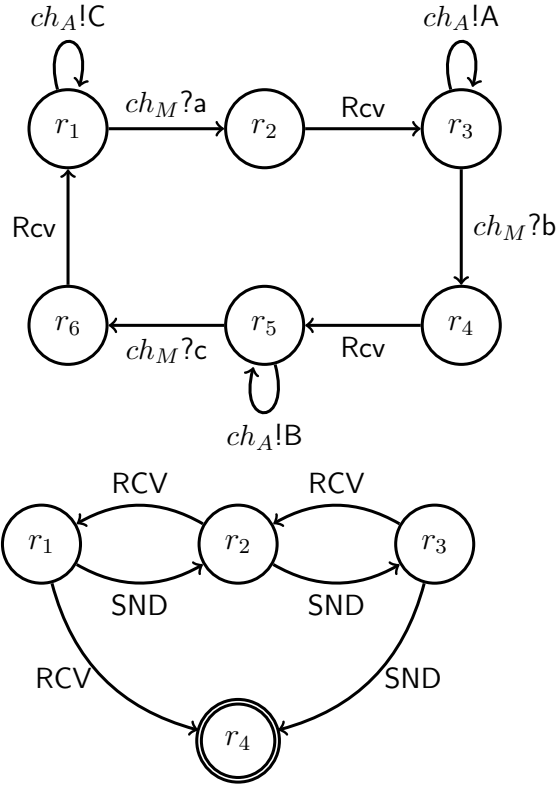 ch_A!C ch_A!A
r_1 ch_M?a r_2 Rcv r_3
Rcv ch_M?b
r_6 ch_M?c r_5 Rcv r_4
ch_A!B
RCV RCV
r_1 r_2 r_3
SND SND
RCV SND
r_4